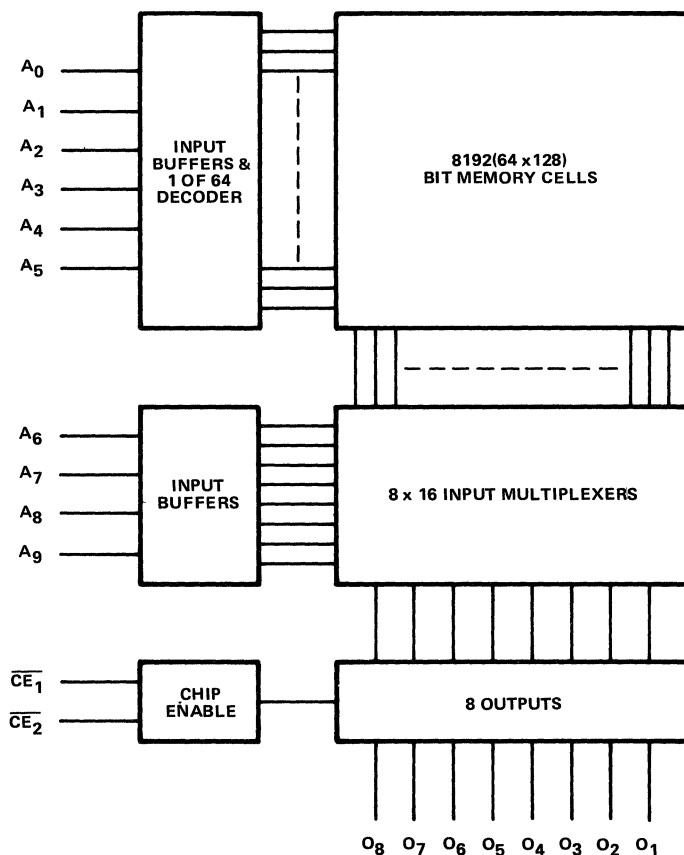 A0
A1
A2
A3
A4
A5
INPUT
BUFFERS &
1 OF 64
DECODER
8192(64 x 128)
BIT MEMORY CELLS
A6
A7
A8
A9
INPUT
BUFFERS
8 x 16 INPUT MULTIPLEXERS
CE1
CE2
CHIP
ENABLE
8 OUTPUTS
O8 O7 O6 O5 O4 O3 O2 O1